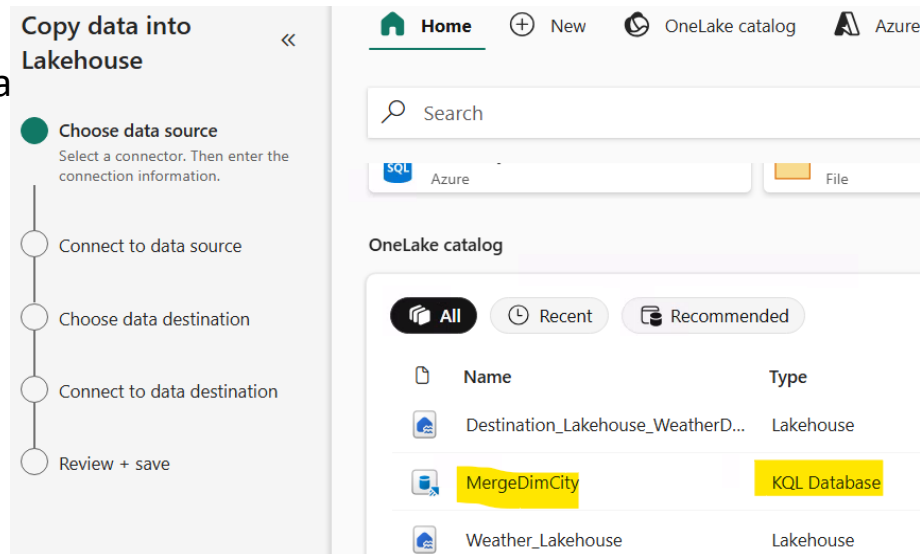 Copy data into
Lakehouse
a
Choose data source
Select a connector. Then enter the
connection information.
Connect to data source
Choose data destination
Connect to data destination
Review + save
Home New OneLake catalog Azure
Search
SQL
Azure
File
OneLake catalog
All Recent Recommended
Name Type
Destination_Lakehouse_WeatherD... Lakehouse
MergeDimCity KQL Database
Weather_Lakehouse Lakehouse